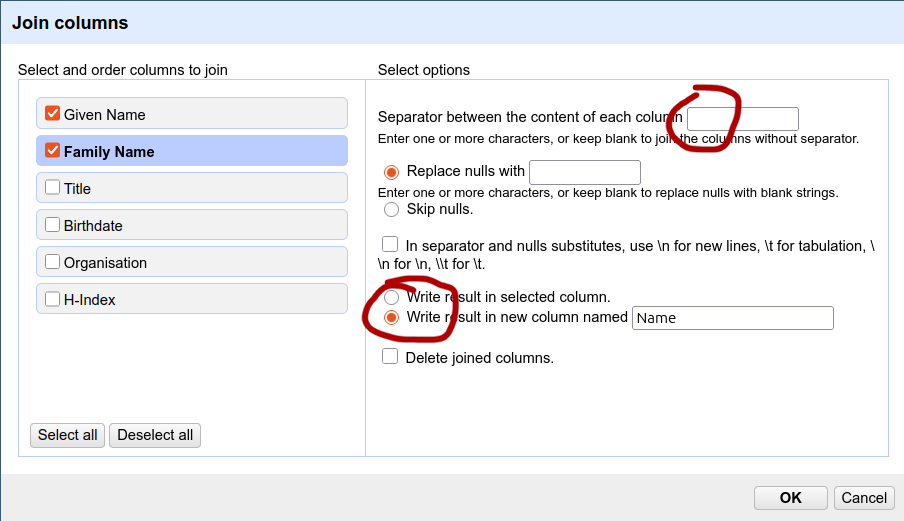 Join columns
Select and order columns to join
Given Name
Family Name
Title
Birthdate
Organisation
H-Index
Select all
Deselect all
Select options
Separator between the content of each column
Enter one or more characters, or keep blank to join the columns without separator.
Replace nulls with
Enter one or more characters, or keep blank to replace nulls with blank strings.
Skip nulls.
In separator and nulls substitutes, use \n for new lines, \t for tabulation, \
\n for \n, \\t for \t.
Write result in selected column.
Write result in new column named Name
Delete joined columns.
OK
Cancel